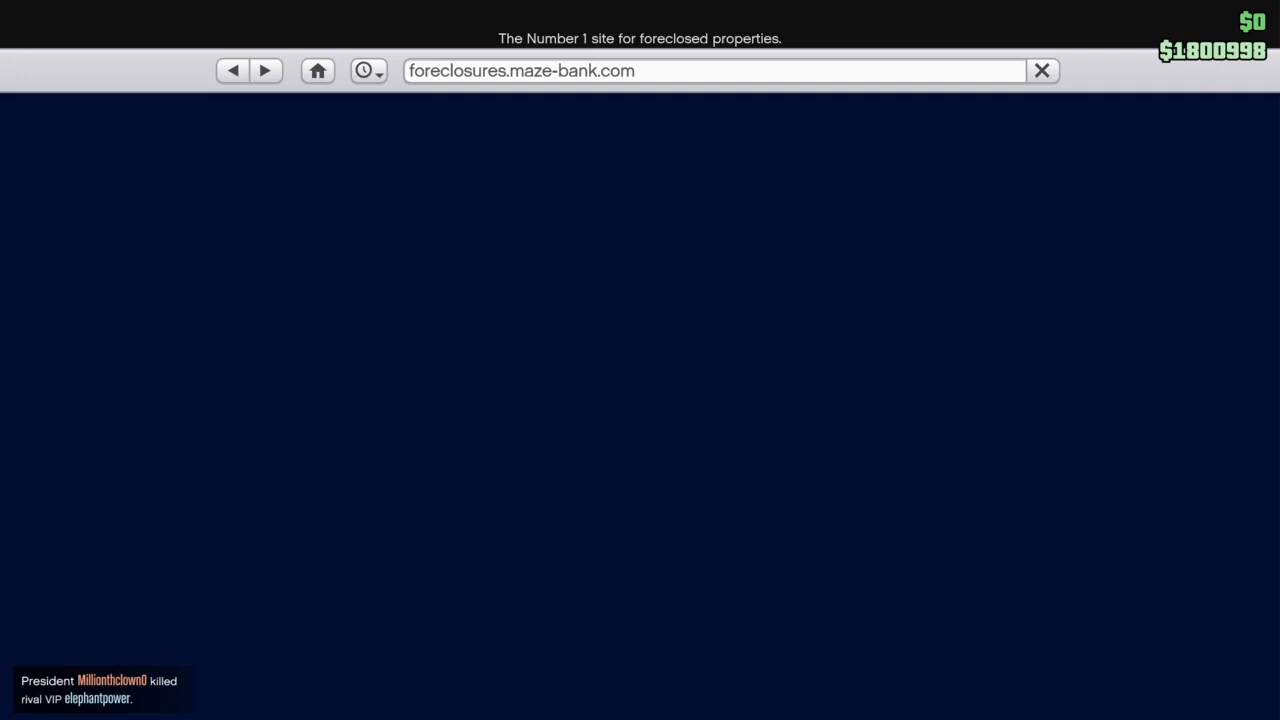 $0
The Number 1 site for foreclosed properties.
$1800998
foreclosures.maze-bank.com
President Millionthclown0 killed
rival VIP elephantpower.